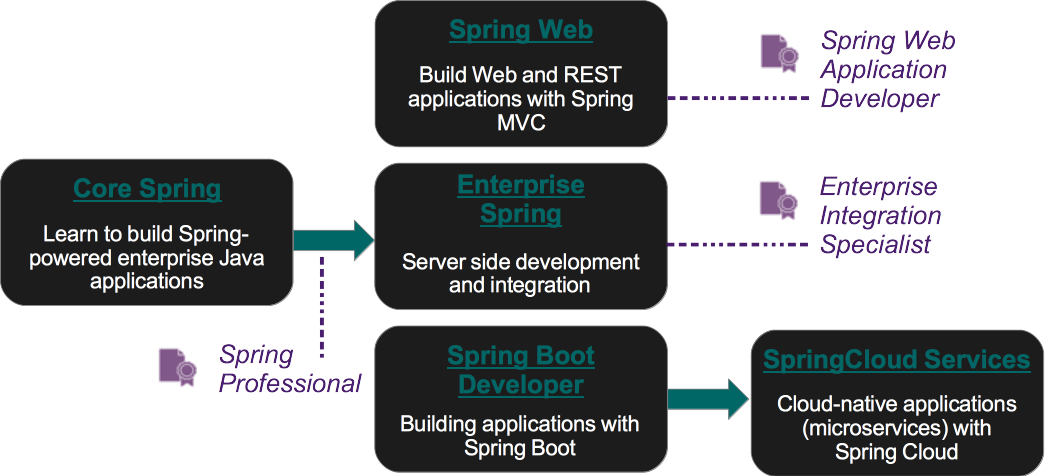 Spring Web
Build Web and REST
applications with Spring
MVC
Spring Web
Application
Developer
Core Spring
Learn to build Spring-
powered enterprise Java
applications
Enterprise
Spring
Server side development
and integration
Enterprise
Integration
Specialist
Spring
Professional
Spring Boot
Developer
Building applications with
Spring Boot
SpringCloud Services
Cloud-native applications
(microservices) with
Spring Cloud